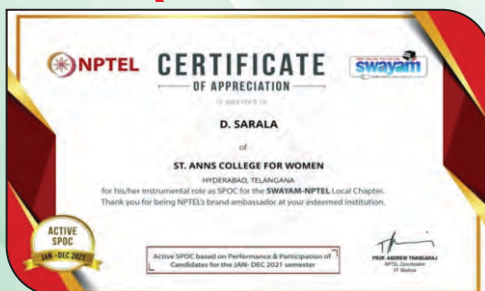 NPTEL
CERTIFICATE
OF APPRECIATION
is awarded to
swayam
D. SARALA
of
ST. ANNS COLLEGE FOR WOMEN
HYDERABAD, TELANGANA
for his/her instrumental role as SPOC for the SWAYAM-NPTEL Local Chapter.
Thank you for being NPTEL's brand ambassador at your esteemed institution.
ACTIVE
SPOC
JAN -DEC 2021
Active SPOC based on Performance & Participation of
Candidates for the JAN- DEC 2021 semester
PROF. ANDREW THANGARAJ
NPTEL, Coordinator
IIT Madras